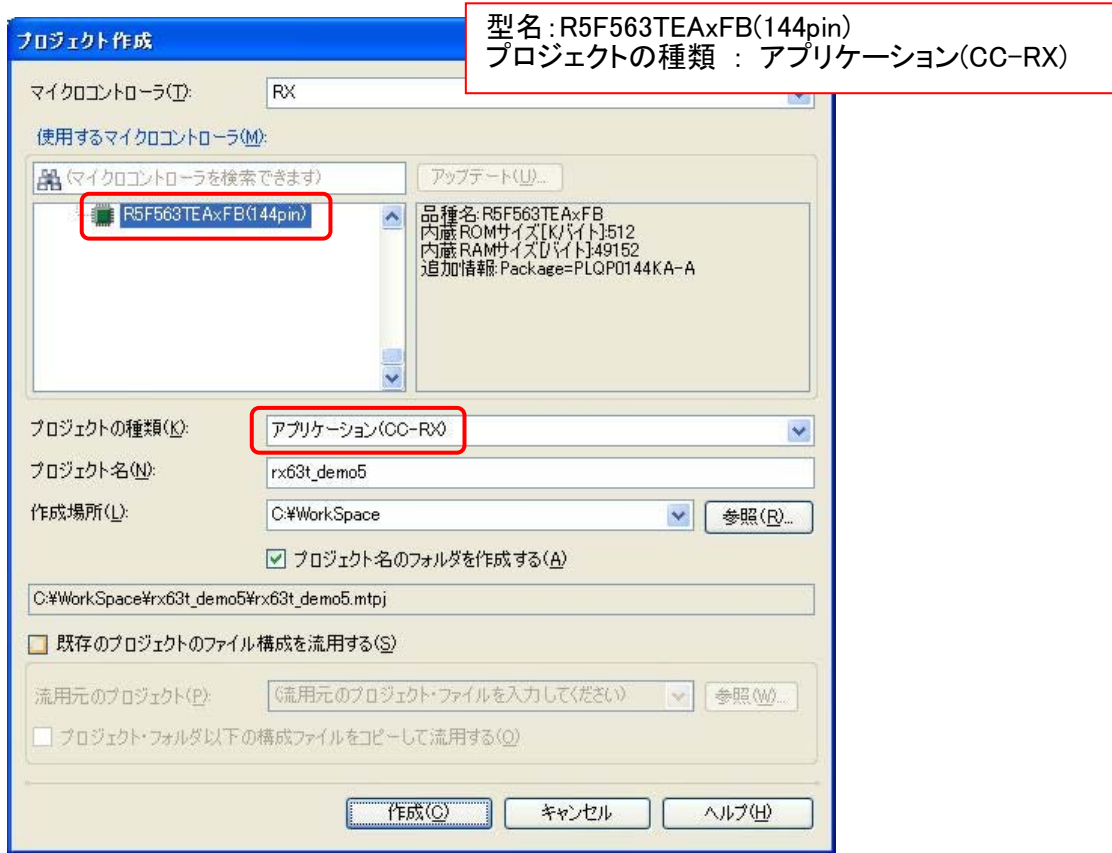 型名：R5F563TEAxFB(144pin)
プロジェクトの種類 ： アプリケーション(CC-RX)
プロジェクト作成
マイクロコントローラ(T): RX
使用するマイクロコントローラ(M):
(マイクロコントローラを検索できます) アップデート(U)...
R5F563TEAxFB(144pin)
品種名:R5F563TEAxFB
内蔵ROMサイズ[Kバイト]:512
内蔵RAMサイズ[バイト]:49152
追加情報:Package=PLQP0144KA-A
プロジェクトの種類(K): アプリケーション(CC-RX)
プロジェクト名(N): rx63t_demo5
作成場所(L): C:¥WorkSpace 参照(R)...
プロジェクト名のフォルダを作成する(A)
C:¥WorkSpace¥rx63t_demo5¥rx63t_demo5.mtpj
既存のプロジェクトのファイル構成を流用する(S)
流用元のプロジェクト(P): (流用元のプロジェクト・ファイルを入力してください) 参照(W)...
プロジェクト・フォルダ以下の構成ファイルをコピーして流用する(O)
作成(C) キャンセル ヘルプ(H)